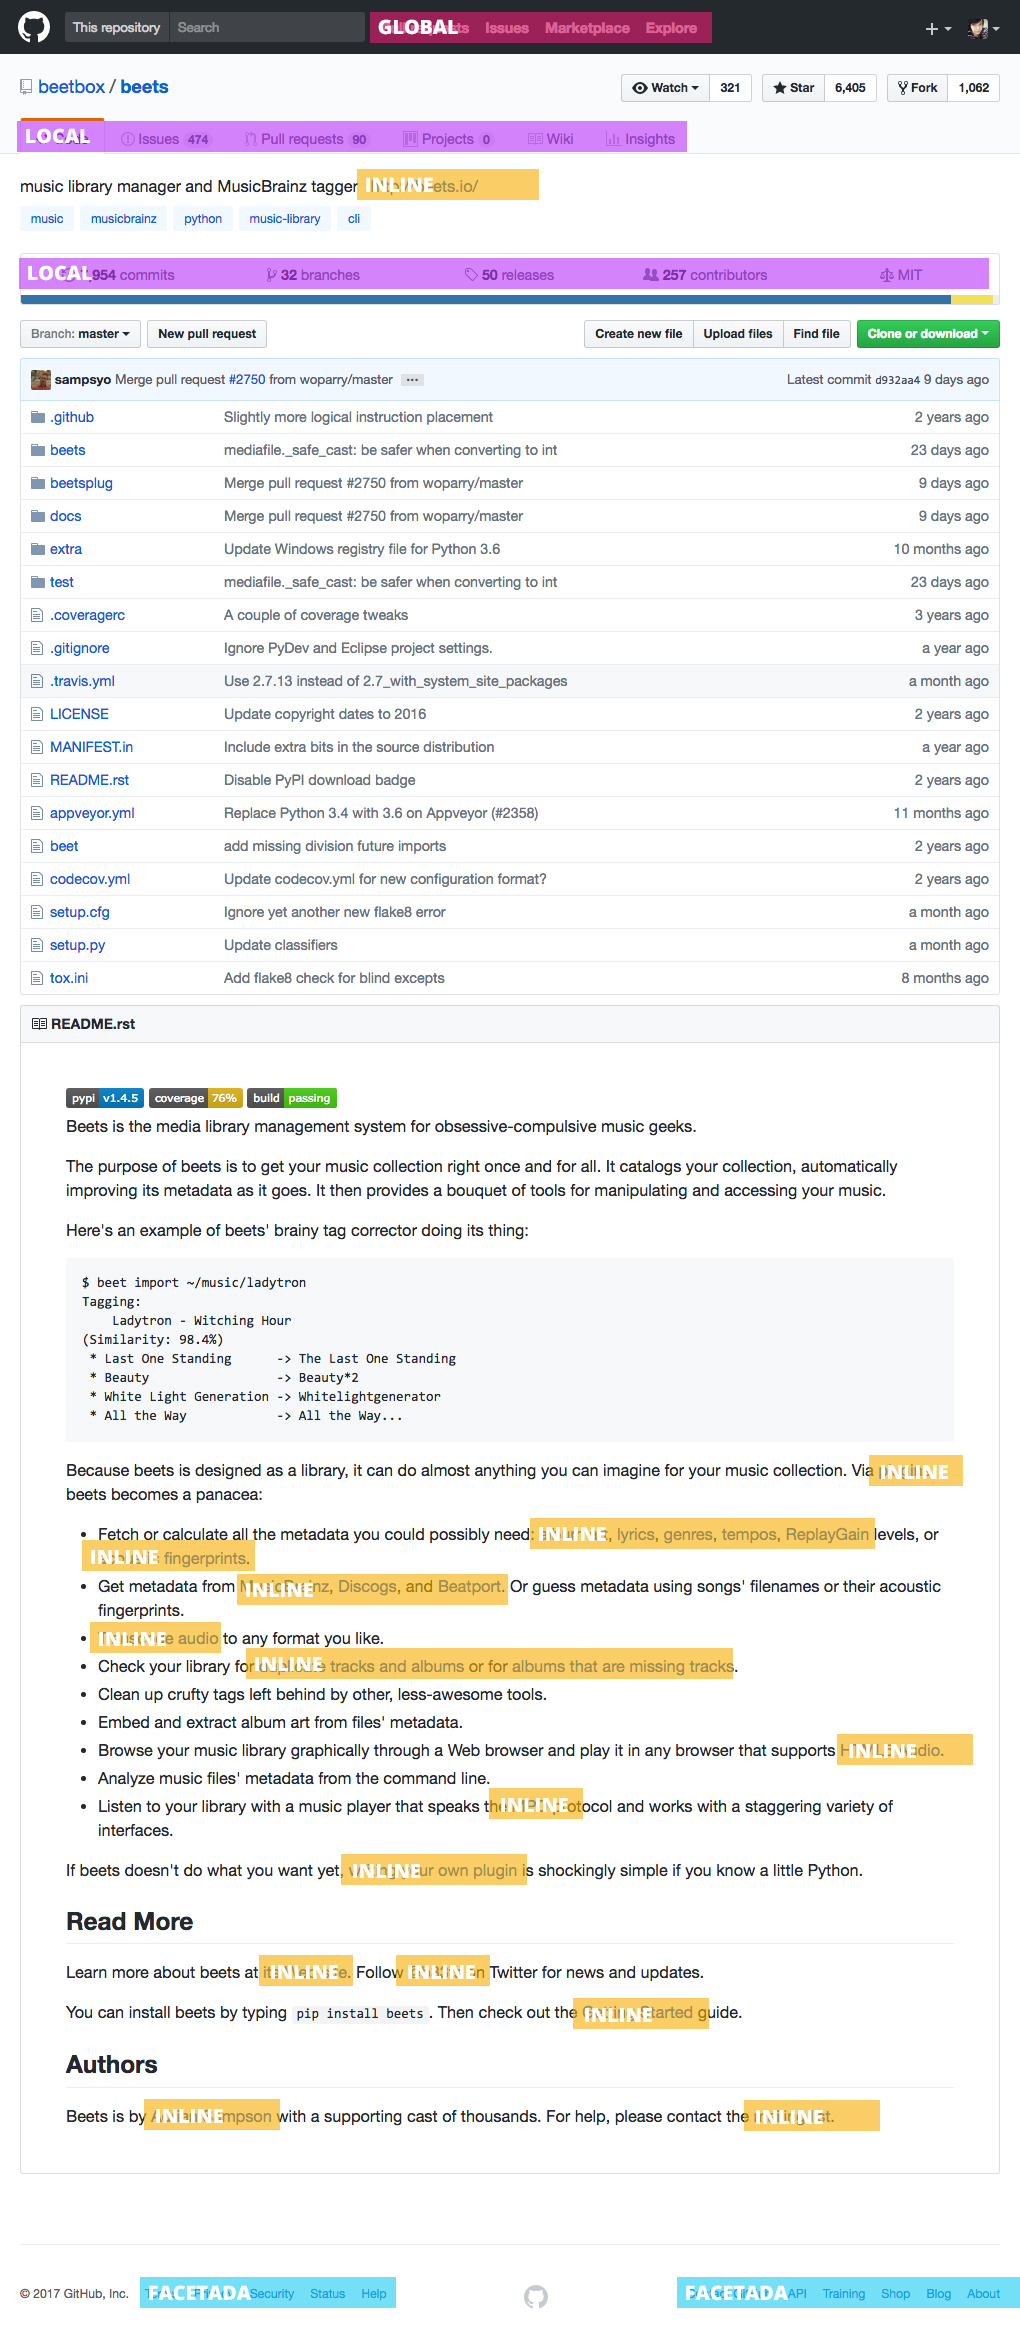 This repository Search GLOBAL Issues Marketplace Explore
beetbox / beets Watch 321 Star 6,405 Fork 1,062
LOCAL Issues 474 Pull requests 90 Projects 0 Wiki Insights
music library manager and MusicBrainz tagger INLINE
music musicbrainz python music-library cli
LOCAL 954 commits 32 branches 50 releases 257 contributors MIT
Branch: master New pull request Create new file Upload files Find file Clone or download
sampsyo Merge pull request #2750 from woparry/master ... Latest commit d932aa4 9 days ago
.github Slightly more logical instruction placement 2 years ago
beets mediafile._safe_cast: be safer when converting to int 23 days ago
beetsplug Merge pull request #2750 from woparry/master 9 days ago
docs Merge pull request #2750 from woparry/master 9 days ago
extra Update Windows registry file for Python 3.6 10 months ago
test mediafile._safe_cast: be safer when converting to int 23 days ago
.coveragerc A couple of coverage tweaks 3 years ago
.gitignore Ignore PyDev and Eclipse project settings. a year ago
.travis.yml Use 2.7.13 instead of 2.7_with_system_site_packages a month ago
LICENSE Update copyright dates to 2016 2 years ago
MANIFEST.in Include extra bits in the source distribution a year ago
README.rst Disable PyPI download badge 2 years ago
appveyor.yml Replace Python 3.4 with 3.6 on Appveyor (#2358) 11 months ago
beet add missing division future imports 2 years ago
codecov.yml Update codecov.yml for new configuration format? 2 years ago
setup.cfg Ignore yet another new flake8 error a month ago
setup.py Update classifiers a month ago
tox.ini Add flake8 check for blind excepts 8 months ago
README.rst
pypi v1.4.5 coverage 76% build passing
Beets is the media library management system for obsessive-compulsive music geeks.
The purpose of beets is to get your music collection right once and for all. It catalogs your collection, automatically
improving its metadata as it goes. It then provides a bouquet of tools for manipulating and accessing your music.
Here's an example of beets' brainy tag corrector doing its thing:
$ beet import ~/music/ladytron
Tagging:
Ladytron - Witching Hour
(Similarity: 98.4%)
* Last One Standing -> The Last One Standing
* Beauty -> Beauty*2
* White Light Generation -> Whitelightgenerator
* All the Way -> All the Way...
Because beets is designed as a library, it can do almost anything you can imagine for your music collection. Via INLINE
beets becomes a panacea:
• Fetch or calculate all the metadata you could possibly need: INLINE, lyrics, genres, tempos, ReplayGain levels, or
INLINE fingerprints.
• Get metadata from INLINE, Discogs, and Beatport. Or guess metadata using songs' filenames or their acoustic
fingerprints.
• INLINE audio to any format you like.
• Check your library for INLINE tracks and albums or for albums that are missing tracks.
• Clean up crufty tags left behind by other, less-awesome tools.
• Embed and extract album art from files' metadata.
• Browse your music library graphically through a Web browser and play it in any browser that supports INLINE
• Analyze music files' metadata from the command line.
• Listen to your library with a music player that speaks the INLINE protocol and works with a staggering variety of
interfaces.
If beets doesn't do what you want yet, INLINE your own plugin is shockingly simple if you know a little Python.
Read More
Learn more about beets at INLINE. Follow INLINE Twitter for news and updates.
You can install beets by typing pip install beets . Then check out the INLINE Started guide.
Authors
Beets is by INLINE with a supporting cast of thousands. For help, please contact the INLINE
© 2017 GitHub, Inc. FACETADA Security Status Help FACETADA API Training Shop Blog About